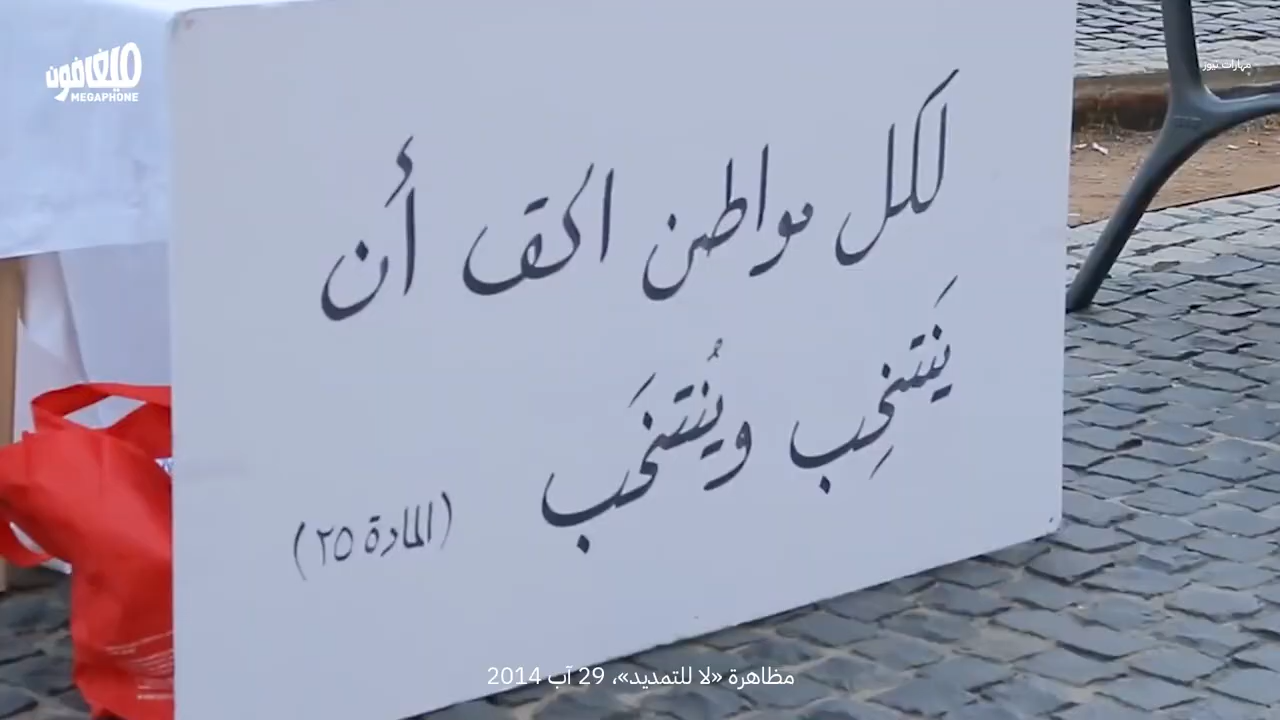 ميغافون
MEGAPHONE
مهارات نيوز
لكل مواطن الحق أن
يَنتخِب ويُنتخَب
(المادة ٢٥)
مظاهرة «لا للتمديد»، 29 آب 2014